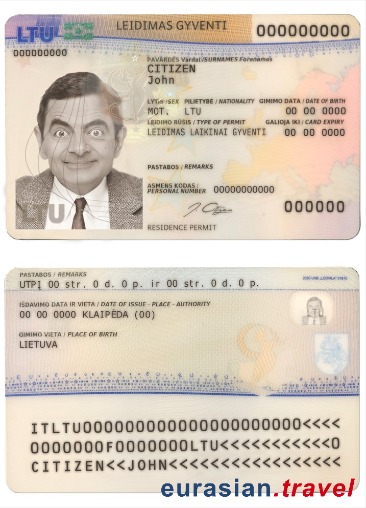 LTU LEIDIMAS GYVENTI 000000000
000000000
PAVARDĖS Vardai/SURNAMES Forenames
CITIZEN
John
LYTIS /SEX PILIETYBĖ / NATIONALITY GIMIMO DATA / DATE OF BIRTH
MOT. LTU 00 00 0000
LEIDIMO RŪŠIS / TYPE OF PERMIT GALIOJA IKI / CARD EXPIRY
LEIDIMAS LAIKINAI GYVENTI 00 00 0000
PASTABOS / REMARKS
ASMENS KODAS /
PERSONAL NUMBER 00000000000
LTU 000000
RESIDENCE PERMIT
PASTABOS / REMARKS
UTPĮ 00 str. 0 d. 0 p. ir 00 str. 0 d. 0 p.
IŠDAVIMO DATA IR VIETA / DATE OF ISSUE - PLACE - AUTHORITY
00 00 0000 KLAIPĖDA (00)
GIMIMO VIETA / PLACE OF BIRTH
LIETUVA
CITIZEN<<JOHN<<<<<<<<<<<<<<<<<
eurasian.travel